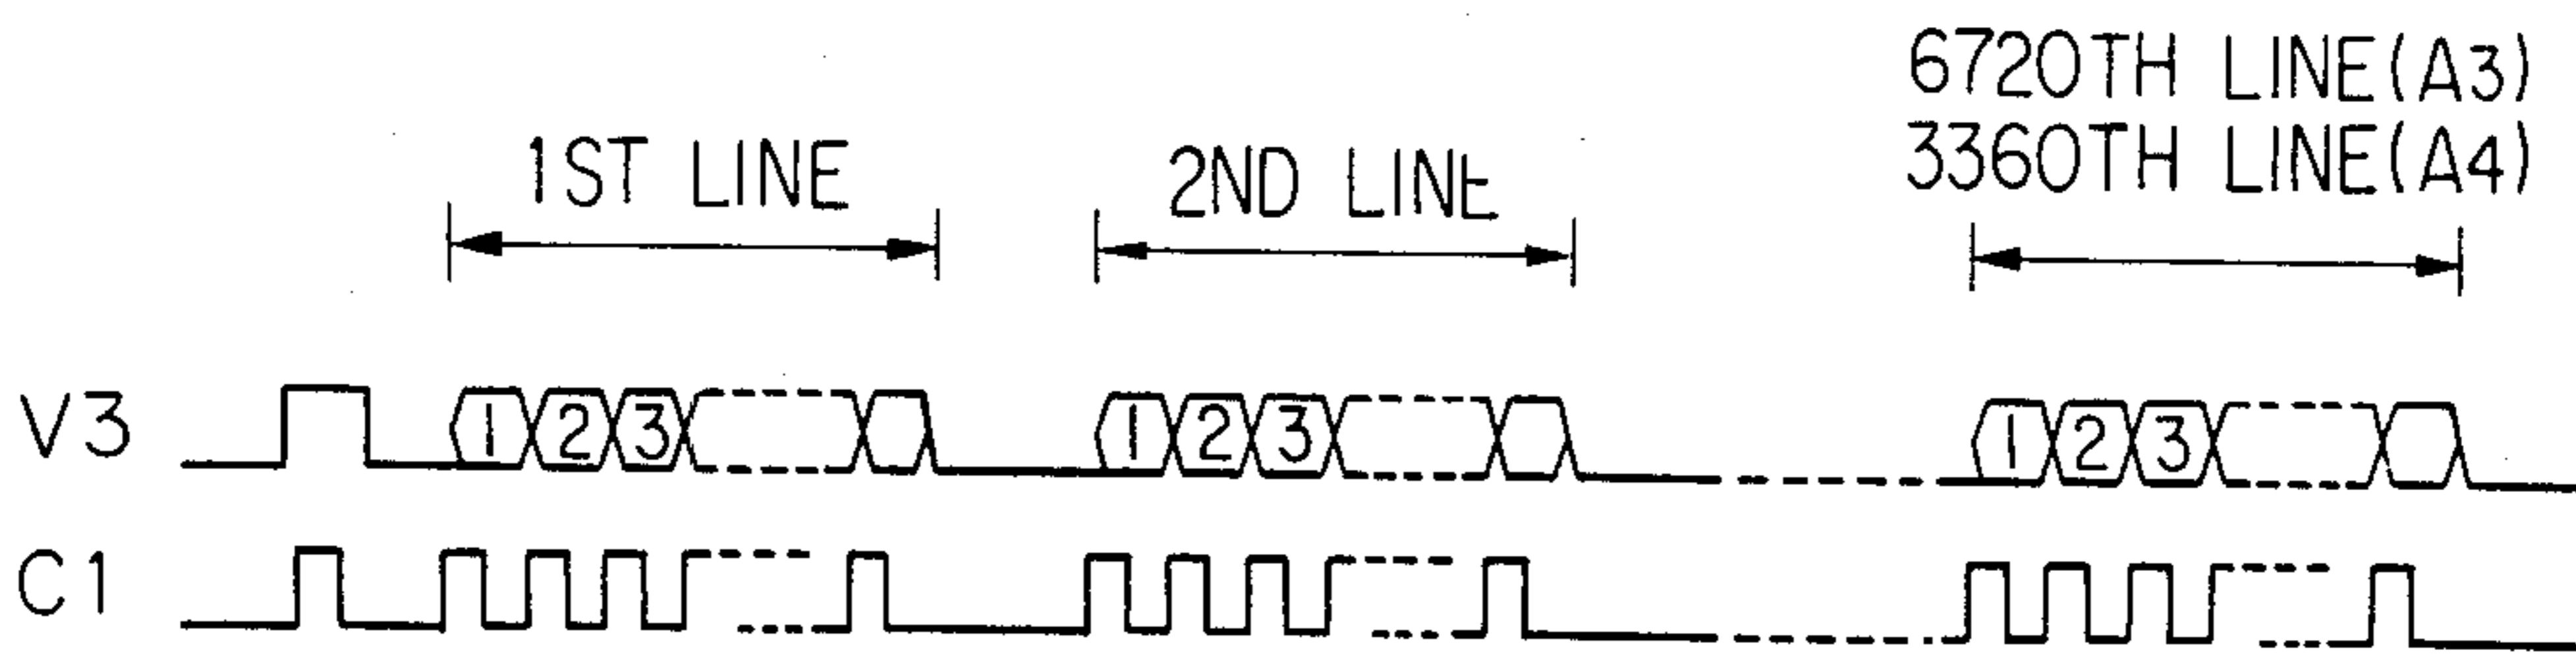 6720TH LINE(A3)
3360TH LINE(A4)
1ST LINE
2ND LINE
V3
1 2 3
1 2 3
1 2 3
C1